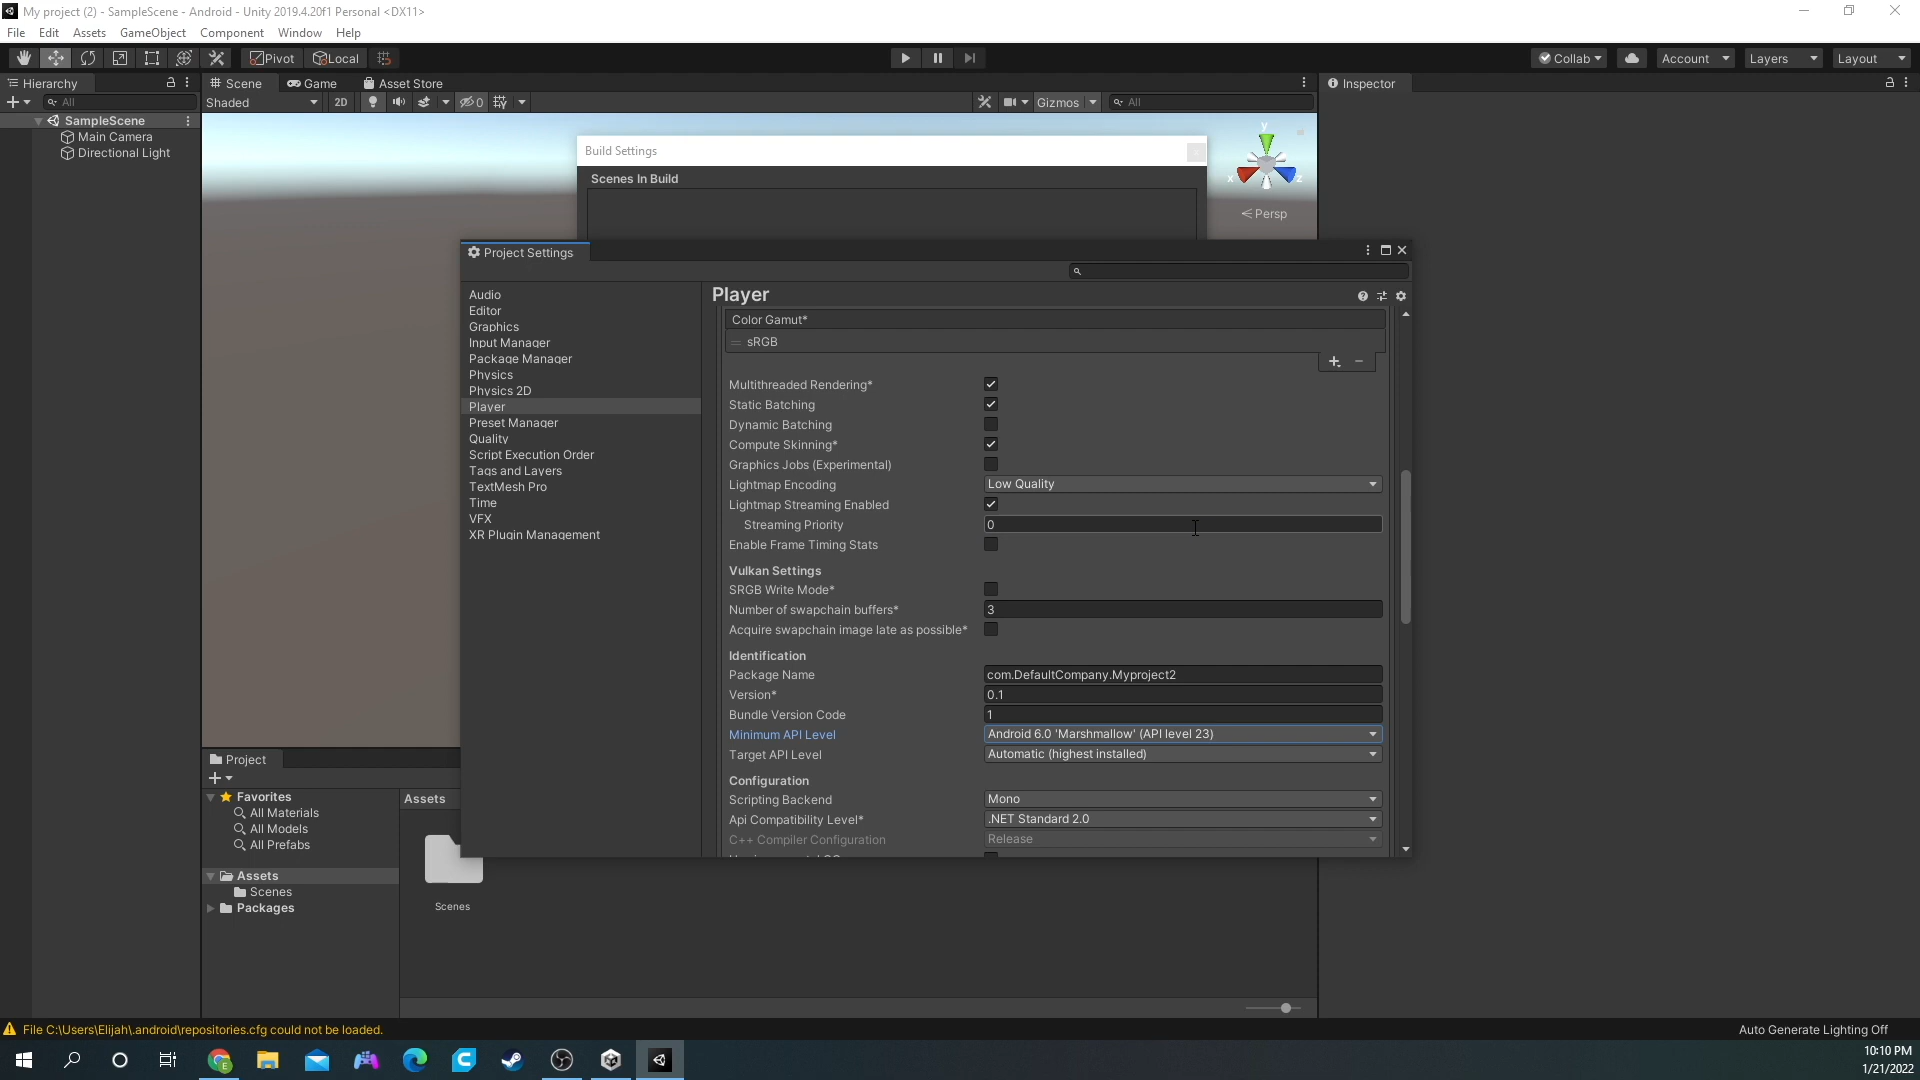 My project (2) - SampleScene - Android - Unity 2019.4.20f1 Personal <DX11>
File Edit Assets GameObject Component Window Help
Pivot Local Collab Account Layers Layout
Hierarchy Scene Game Asset Store Inspector
All Shaded 2D 0 Gizmos All
SampleScene
Main Camera
Directional Light
y
x z
Persp
Build Settings
Scenes In Build
Project Settings
Audio
Editor
Graphics
Input Manager
Package Manager
Physics
Physics 2D
Player
Preset Manager
Quality
Script Execution Order
Tags and Layers
TextMesh Pro
Time
VFX
XR Plugin Management
Player
Color Gamut*
sRGB
Multithreaded Rendering*
Static Batching
Dynamic Batching
Compute Skinning*
Graphics Jobs (Experimental)
Lightmap Encoding Low Quality
Lightmap Streaming Enabled
Streaming Priority 0
Enable Frame Timing Stats
Vulkan Settings
SRGB Write Mode*
Number of swapchain buffers* 3
Acquire swapchain image late as possible*
Identification
Package Name com.DefaultCompany.Myproject2
Version* 0.1
Bundle Version Code 1
Minimum API Level Android 6.0 'Marshmallow' (API level 23)
Target API Level Automatic (highest installed)
Configuration
Scripting Backend Mono
Api Compatibility Level* .NET Standard 2.0
C++ Compiler Configuration Release
Project
Favorites
All Materials
All Models
All Prefabs
Assets
Scenes
Packages
Assets
Scenes
File C:\Users\Elijah\.android\repositories.cfg could not be loaded.
Auto Generate Lighting Off
10:10 PM
1/21/2022